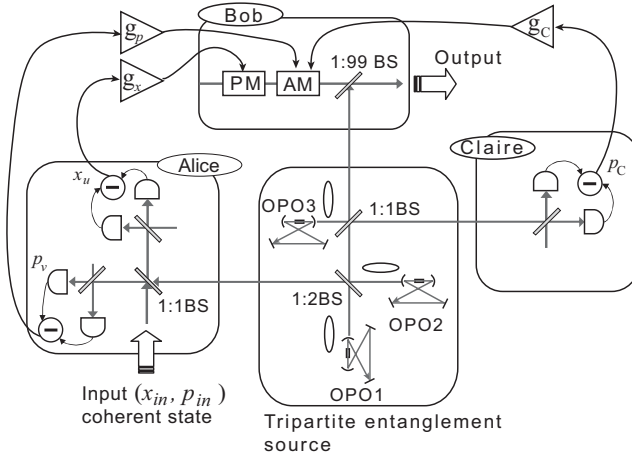 Bob
g_p
g_C
1:99 BS
Output
g_x
PM
AM
Claire
Alice
x_u
p_C
OPO3
1:1BS
p_v
1:2BS
1:1BS
OPO2
OPO1
Input (x_in, p_in)
coherent state
Tripartite entanglement
source